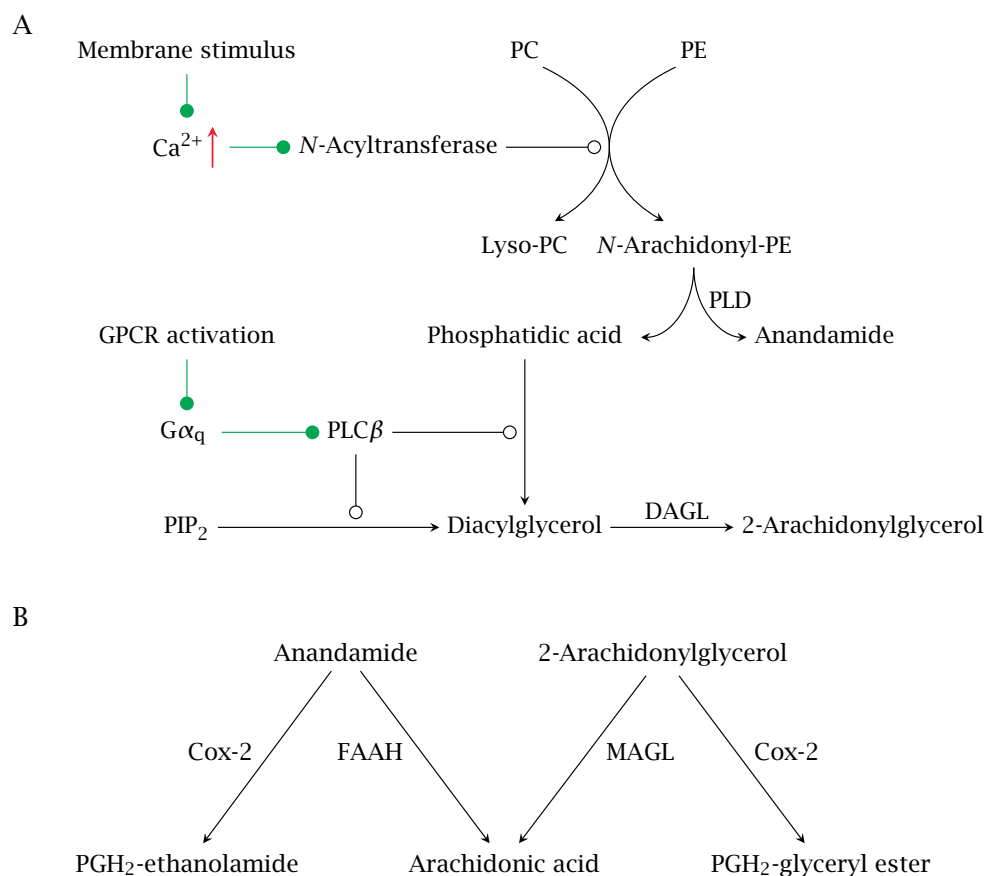 A
Membrane stimulus
PC
PE
Ca²⁺
N-Acyltransferase
Lyso-PC
N-Arachidonyl-PE
PLD
GPCR activation
Phosphatidic acid
Anandamide
Gαq
PLCβ
PIP₂
Diacylglycerol
DAGL
2-Arachidonylglycerol
B
Anandamide
2-Arachidonylglycerol
Cox-2
FAAH
MAGL
Cox-2
PGH₂-ethanolamide
Arachidonic acid
PGH₂-glyceryl ester